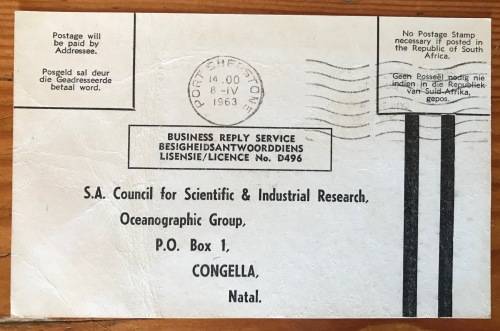 Postage will
be paid by
Addressee.
Posgeld sal deur
die Geadresseerde
betaal word.
PORT SHEPSTONE
14.00
8 -IV
1963
No Postage Stamp
necessary if posted in
the Republic of South
Africa.
Geen Posseël nodig nie
indien in die Republiek
van Suid-Afrika,
gepos.
BUSINESS REPLY SERVICE
BESIGHEIDSANTWOORDDIENS
LISENSIE/LICENCE No. D496
S.A. Council for Scientific & Industrial Research,
Oceanographic Group,
P.O. Box 1,
CONGELLA,
Natal.